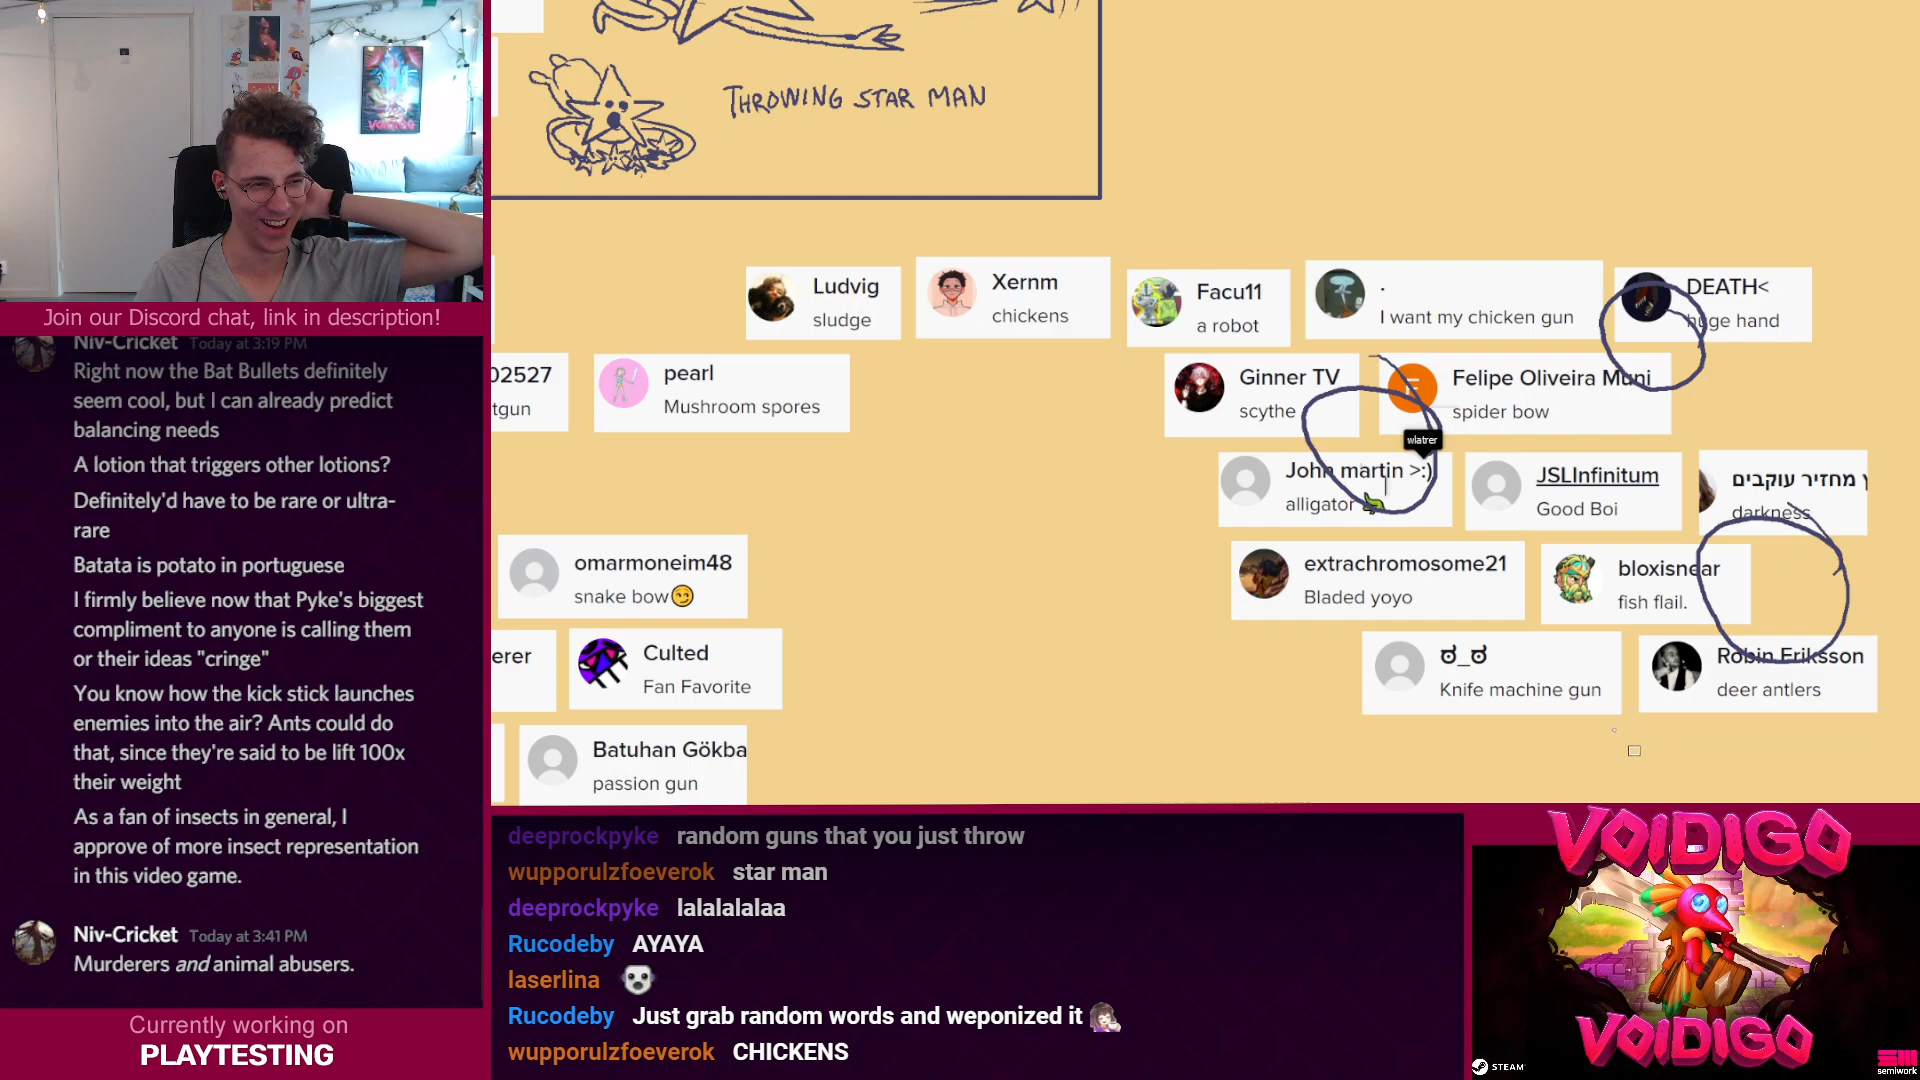 VOIDIGO
Join our Discord chat, link in description!
Niv-Cricket Today at 3:19 PM
Right now the Bat Bullets definitely
seem cool, but I can already predict
balancing needs
A lotion that triggers other lotions?
Definitely'd have to be rare or ultra-
rare
Batata is potato in portuguese
I firmly believe now that Pyke's biggest
compliment to anyone is calling them
or their ideas "cringe"
You know how the kick stick launches
enemies into the air? Ants could do
that, since they're said to be lift 100x
their weight
As a fan of insects in general, I
approve of more insect representation
in this video game.
Niv-Cricket Today at 3:41 PM
Murderers and animal abusers.
Currently working on
PLAYTESTING
THROWING STAR MAN
Ludvig
sludge
Xernm
chickens
Facu11
a robot
.
I want my chicken gun
DEATH<
huge hand
02527
tgun
pearl
Mushroom spores
Ginner TV
scythe
F
Felipe Oliveira Muni
spider bow
wlatrer
John martin >:)
alligator 🐊
JSLInfinitum
Good Boi
ץ מחזיר עוקבים
darkness
omarmoneim48
snake bow😏
extrachromosome21
Bladed yoyo
bloxisnear
fish flail.
erer
Culted
Fan Favorite
ಠ_ಠ
Knife machine gun
Robin Eriksson
deer antlers
Batuhan Gökba
passion gun
deeprockpyke random guns that you just throw
wupporulzfoeverok star man
deeprockpyke lalalalalaa
Rucodeby AYAYA
laserlina
Rucodeby Just grab random words and weponized it
wupporulzfoeverok CHICKENS
VOIDIGO
VOIDIGO
STEAM
semiwork